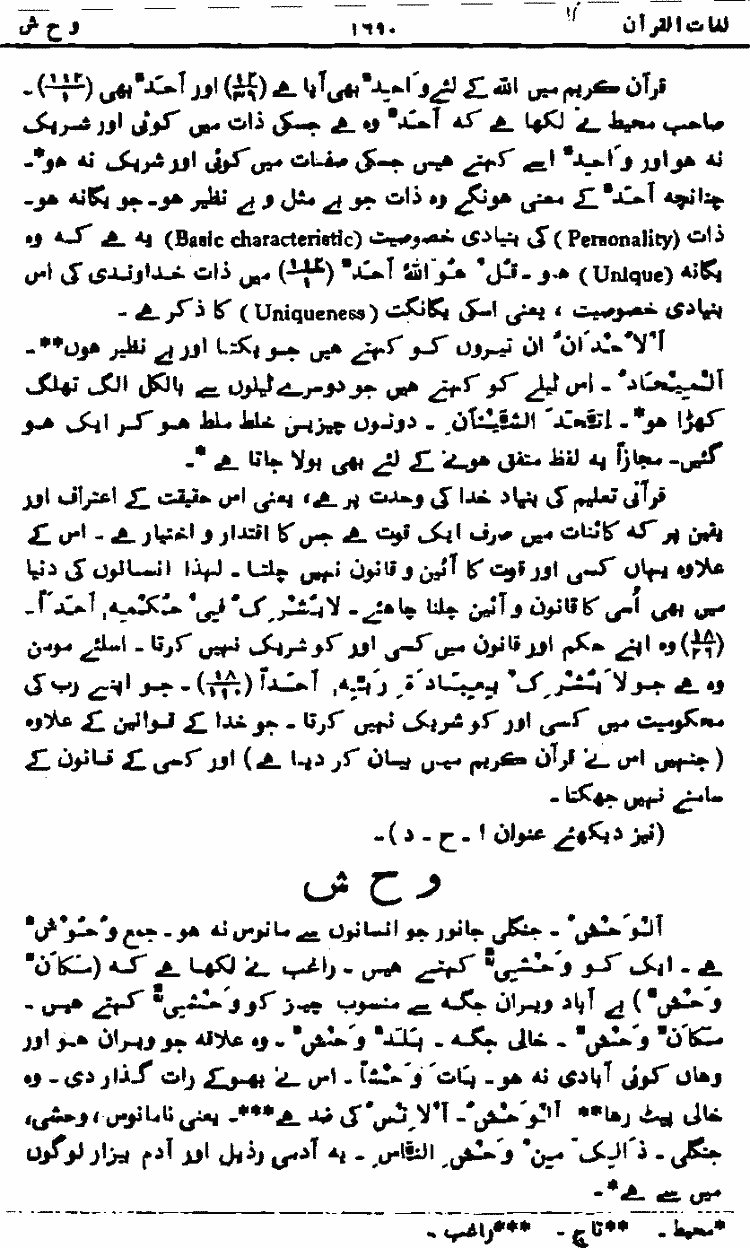 لغات القرآن ۱۶۹۰ و ح ش
قرآن کریم میں اللہ کے لئے وَاحِدٌ بھی آیا ہے (۱۲/۳۹) اور اَحَدٌ بھی (۱۱۲/۱)۔
صاحب محیط نے لکھا ہے کہ اَحَدٌ وہ ہے جسکی ذات میں کوئی اور شریک
نہ ہو اور وَاحِدٌ اسے کہتے ہیں جسکی صفات میں کوئی اور شریک نہ ہو*۔
چنانچہ اَحَدٌ کے معنی ہونگے وہ ذات جو بے مثل و بے نظیر ہو۔ جو یگانہ ہو۔
ذات (Personality) کی بنیادی خصوصیت (Basic characteristic) یہ ہے کہ وہ
یگانہ (Unique) ہو۔ قُلْ ھُوَ اللہُ اَحَدٌ (۱۱۲/۱) میں ذات خداوندی کی اس
بنیادی خصوصیت ، یعنی اسکی یگانگت (Uniqueness) کا ذکر ہے۔
اَلْاُحْدَانُ ان تیروں کو کہتے ہیں جو یکتا اور بے نظیر ہوں**۔
اَلْمِیْحَادُ ۔ اس ٹیلے کو کہتے ہیں جو دوسرے ٹیلوں سے بالکل الگ تھلگ
کھڑا ہو*۔ اِتَّحَدَ الشَّیْئَانِ ۔ دونوں چیزیں خلط ملط ہو کر ایک ہو
گئیں۔ مجازاً یہ لفظ متفق ہونے کے لئے بھی بولا جاتا ہے *۔
قرآنی تعلیم کی بنیاد خدا کی وحدت پر ہے، یعنی اس حقیقت کے اعتراف اور
یقین پر کہ کائنات میں صرف ایک قوت ہے جس کا اقتدار و اختیار ہے۔ اس کے
علاوہ یہاں کسی اور قوت کا آئین و قانون نہیں چلتا۔ لہذا انسانوں کی دنیا
میں بھی اُسی کا قانون و آئین چلنا چاھئے۔ لَا یُشْرِکُ فِیْ حُکْمِہٖ اَحَداً۔
(۱۸/۲۶) وہ اپنے حکم اور قانون میں کسی اور کو شریک نہیں کرتا۔ اسلئے مومن
وہ ہے جو لَا یُشْرِکْ بِعِبَادَۃِ رَبِّہٖ اَحَداً (۱۸/۱۱۰)۔ جو اپنے رب کی
محکومیت میں کسی اور کو شریک نہیں کرتا۔ جو خدا کے قوانین کے علاوہ
(جنہیں اس نے قرآن کریم میں بیان کر دیا ہے) اور کسی کے قانون کے
سامنے نہیں جھکتا۔
(نیز دیکھئے عنوان ا ۔ ح ۔ د)۔
و ح ش
اَلْوَحْشُ ۔ جنگلی جانور جو انسانوں سے مانوس نہ ہو۔ جمع وُحُوْشٌ
ہے۔ ایک کو وَحْشِیٌّ کہتے ہیں۔ راغب نے لکھا ہے کہ (مَکَانٌ
وَحْشٌ) بے آباد ویران جگہ سے منسوب چیز کو وَحْشِیٌّ کہتے ہیں۔
مَکَانٌ وَحْشٌ ۔ خالی جگہ۔ بَلَدٌ وَحْشٌ ۔ وہ علاقہ جو ویران ہو اور
وہاں کوئی آبادی نہ ہو۔ بَاتَ وَحْشاً۔ اس نے بھوکے رات گذار دی۔ وہ
خالی پیٹ رہا** اَلْوَحْشُ۔ اَلْاِنْسُ کی ضد ہے***۔ یعنی نامانوس، وحشی،
جنگلی۔ ذَالِکَ مِنْ وَحْشِ النَّاسِ۔ یہ آدمی رذیل اور آدم بیزار لوگوں
میں سے ہے*۔
*محیط۔ **تاج۔ ***راغب۔